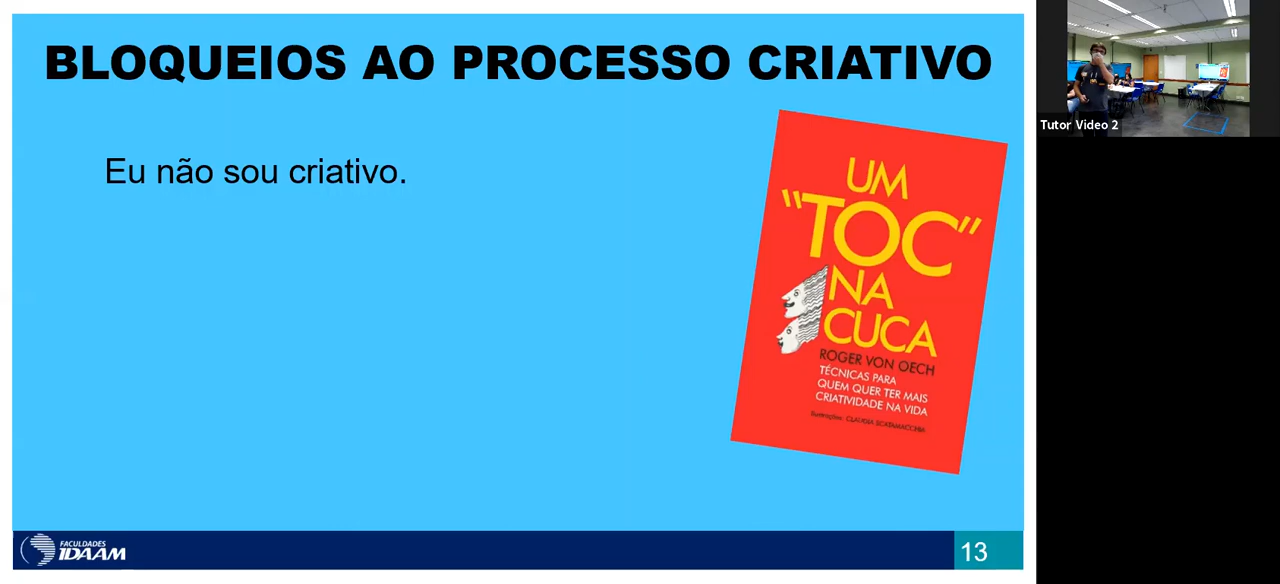 BLOQUEIOS AO PROCESSO CRIATIVO
Tutor Video 2
Eu não sou criativo.
UM
"TOC"
NA
CUCA
ROGER VON OECH
TÉCNICAS PARA
QUEM QUER TER MAIS
CRIATIVIDADE NA VIDA
Ilustrações: CLAUDIA SCATAMACCHIA
FACULDADES
IDAAM
13